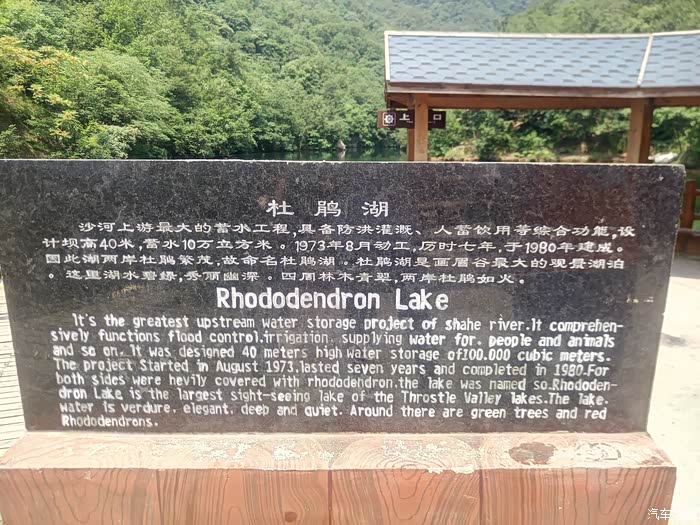 上 口
杜鹃湖
沙河上游最大的蓄水工程,具备防洪灌溉、人畜饮用等综合功能,设
计坝高40米,蓄水10万立方米。1973年8月动工,历时七年,于1980年建成。
因此湖两岸杜鹃繁茂,故命名杜鹃湖。杜鹃湖是画眉谷最大的观景湖泊
。这里湖水碧绿,秀丽幽深。四周林木青翠,两岸杜鹃如火。
Rhododendron Lake
It's the greatest upstream water storage project of shahe river.It comprehen-
sively functions flood control.irrigation. supplying water for. people and animals
and so on. It was designed 40 meters high water storage of100.000 cubic meters.
The project Started in August 1973.lasted seven years and completed in 1980.For
both sides were hevily covered with rhododendron.the lake was named so.Rhododen-
dron Lake is the largest sight-seeing lake of the Throstle Valley lakes.The lake.
water is verdure. elegant. deep and quiet. Around there are green trees and red
Rhododendrons.
汽车之家